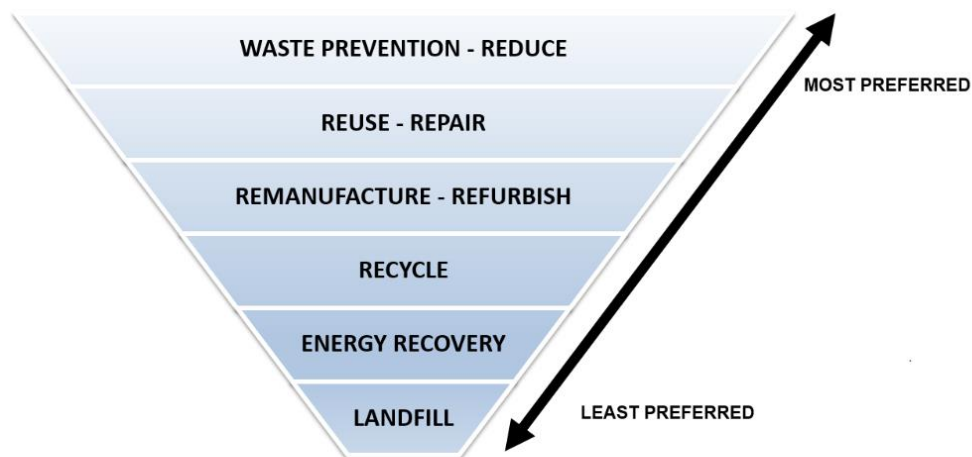 WASTE PREVENTION - REDUCE
MOST PREFERRED
REUSE - REPAIR
REMANUFACTURE - REFURBISH
RECYCLE
ENERGY RECOVERY
LANDFILL
LEAST PREFERRED